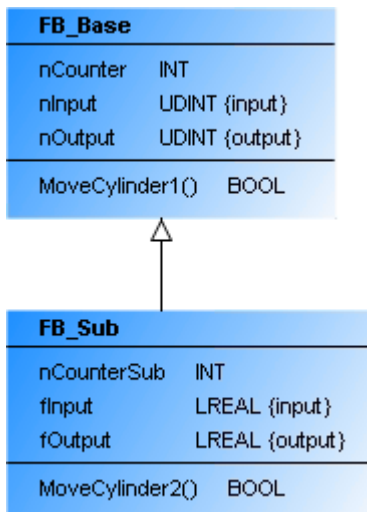 FB_Base
nCounter INT
nInput UDINT {input}
nOutput UDINT {output}
MoveCylinder1() BOOL
FB_Sub
nCounterSub INT
fInput LREAL {input}
fOutput LREAL {output}
MoveCylinder2() BOOL